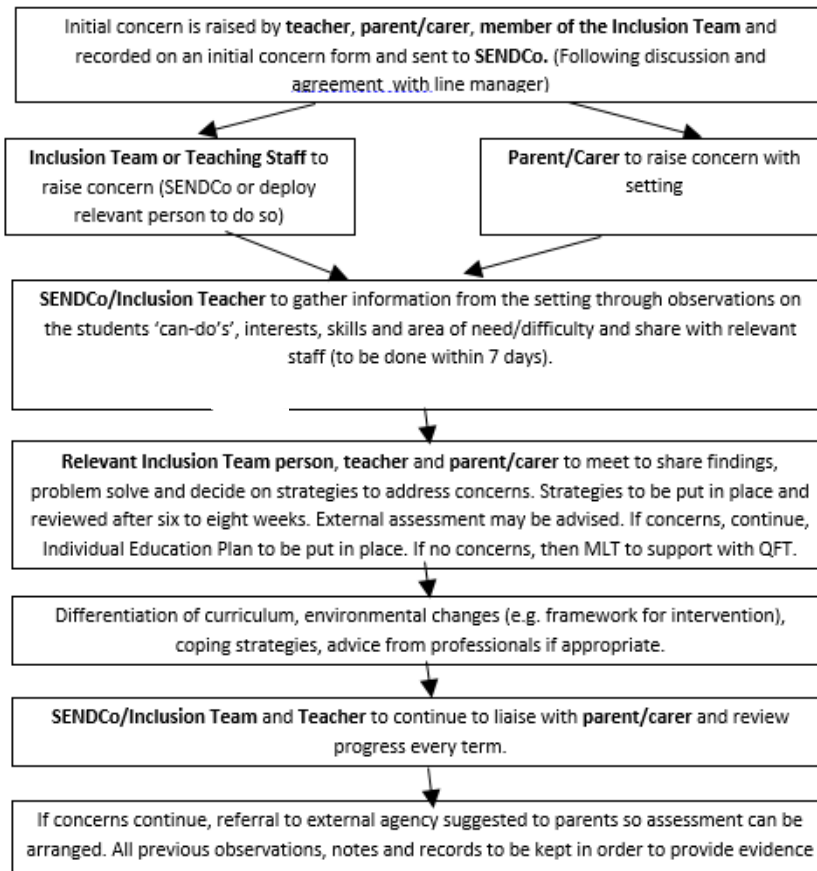 Initial concern is raised by teacher, parent/carer, member of the Inclusion Team and
recorded on an initial concern form and sent to SENDCo. (Following discussion and
agreement with line manager)
Inclusion Team or Teaching Staff to
raise concern (SENDCo or deploy
relevant person to do so)
Parent/Carer to raise concern with
setting
SENDCo/Inclusion Teacher to gather information from the setting through observations on
the students ‘can-do’s’, interests, skills and area of need/difficulty and share with relevant
staff (to be done within 7 days).
Relevant Inclusion Team person, teacher and parent/carer to meet to share findings,
problem solve and decide on strategies to address concerns. Strategies to be put in place and
reviewed after six to eight weeks. External assessment may be advised. If concerns, continue,
Individual Education Plan to be put in place. If no concerns, then MLT to support with QFT.
Differentiation of curriculum, environmental changes (e.g. framework for intervention),
coping strategies, advice from professionals if appropriate.
SENDCo/Inclusion Team and Teacher to continue to liaise with parent/carer and review
progress every term.
If concerns continue, referral to external agency suggested to parents so assessment can be
arranged. All previous observations, notes and records to be kept in order to provide evidence